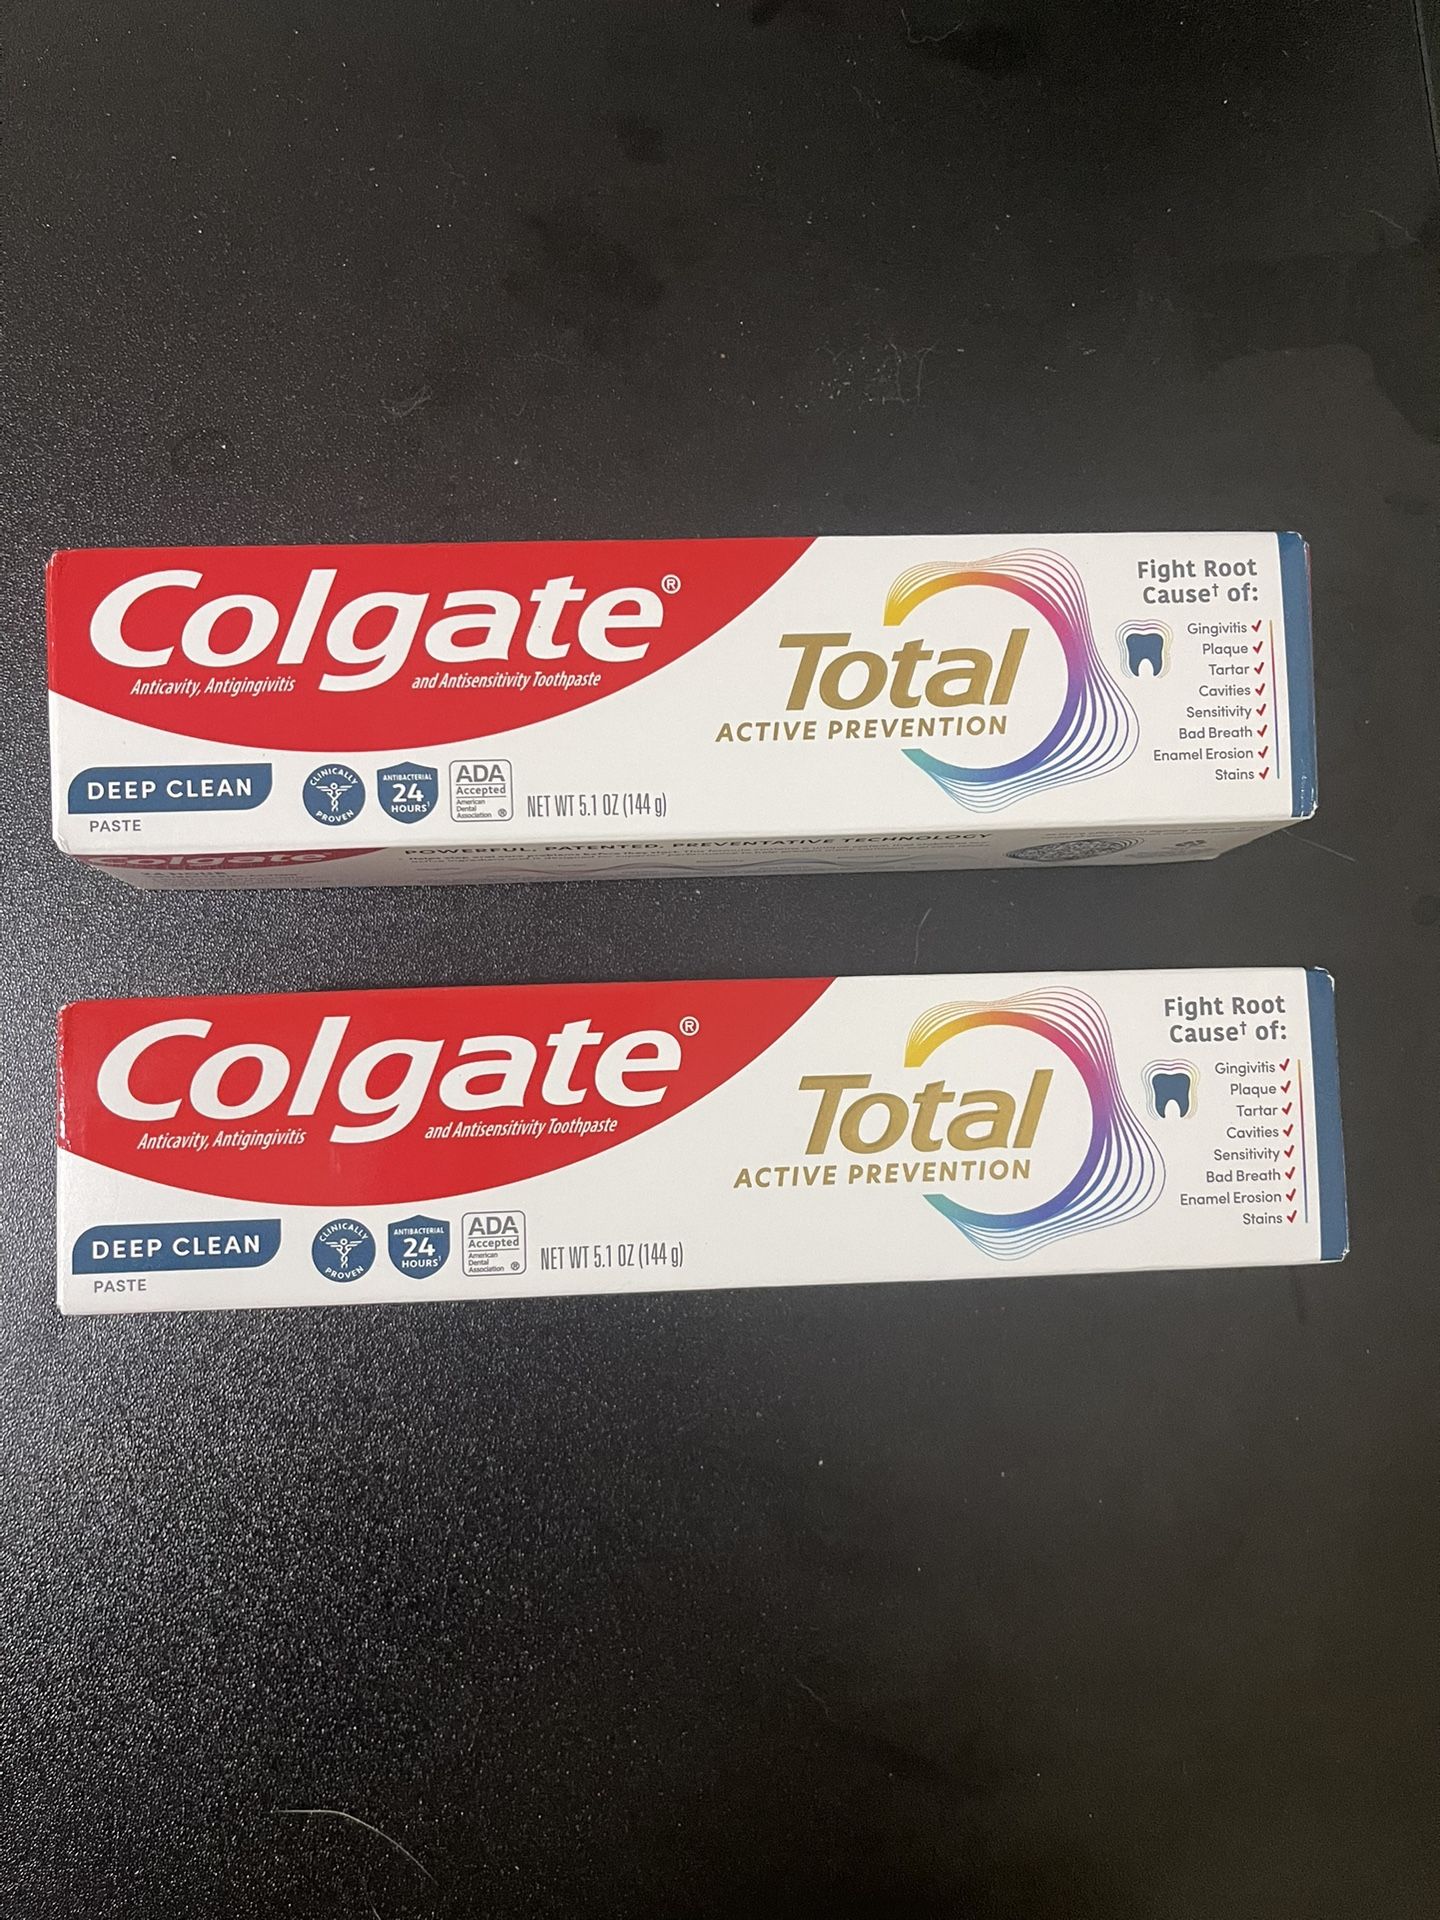 Colgate®
Anticavity, Antigingivitis and Antisensitivity Toothpaste
Total
ACTIVE PREVENTION
Fight Root
Cause† of:
Gingivitis ✓
Plaque ✓
Tartar ✓
Cavities ✓
Sensitivity ✓
Bad Breath ✓
Enamel Erosion ✓
Stains ✓
DEEP CLEAN
PASTE
CLINICALLY
PROVEN
ANTIBACTERIAL
24
HOURS¹
ADA
Accepted
American
Dental
Association ®
NET WT 5.1 OZ (144 g)
Colgate
POWERFUL, PATENTED, PREVENTATIVE TECHNOLOGY
Colgate®
Anticavity, Antigingivitis and Antisensitivity Toothpaste
Total
ACTIVE PREVENTION
Fight Root
Cause† of:
Gingivitis ✓
Plaque ✓
Tartar ✓
Cavities ✓
Sensitivity ✓
Bad Breath ✓
Enamel Erosion ✓
Stains ✓
DEEP CLEAN
PASTE
CLINICALLY
PROVEN
ANTIBACTERIAL
24
HOURS¹
ADA
Accepted
American
Dental
Association ®
NET WT 5.1 OZ (144 g)